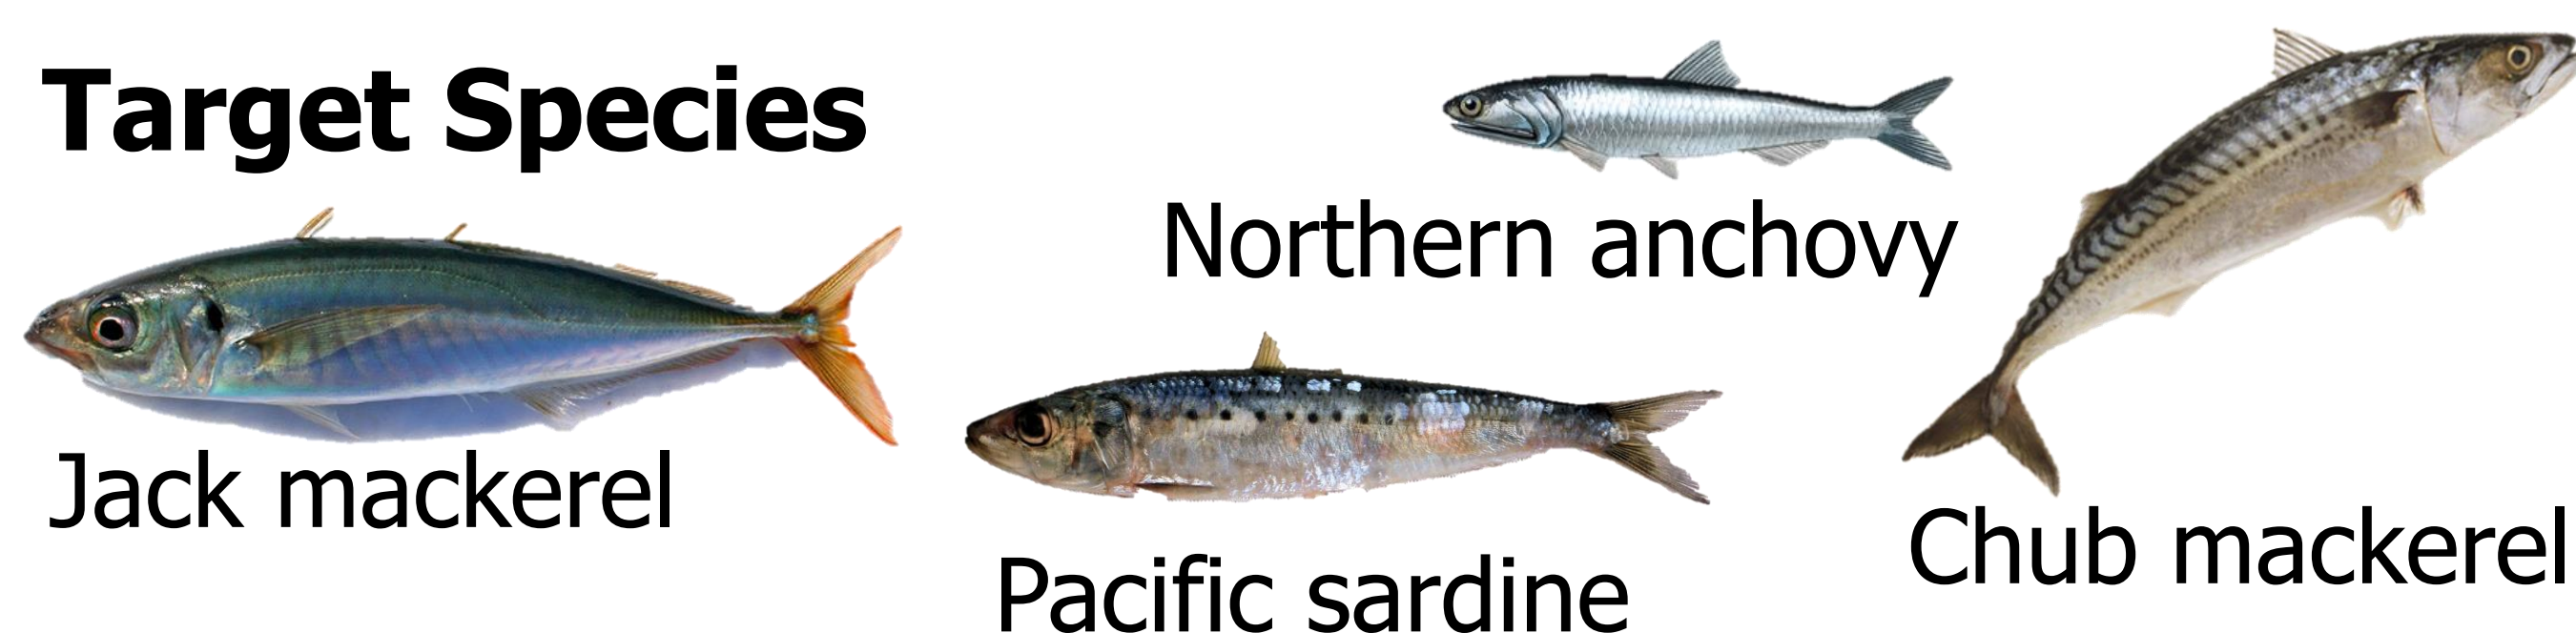 Target Species
Northern anchovy
Jack mackerel
Chub mackerel
Pacific sardine